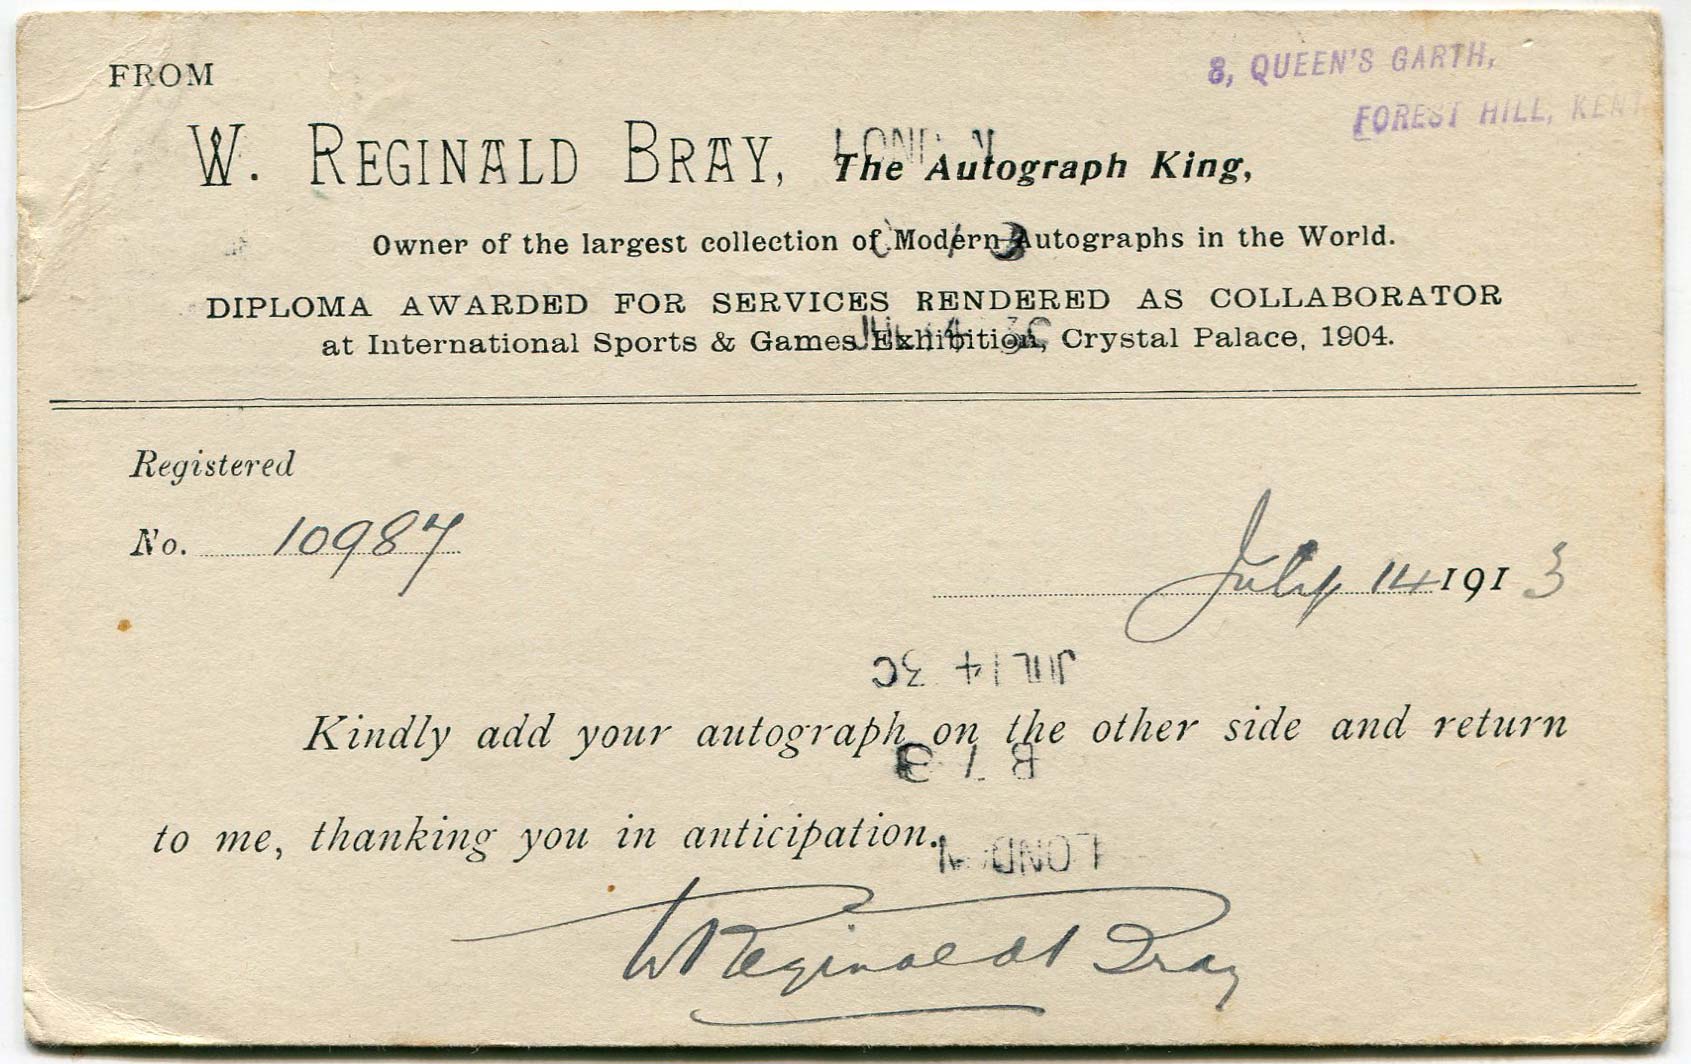 FROM
8, QUEEN'S GARTH,
FOREST HILL, KENT
W. REGINALD BRAY, The Autograph King,
Owner of the largest collection of Modern Autographs in the World.
DIPLOMA AWARDED FOR SERVICES RENDERED AS COLLABORATOR
at International Sports & Games Exhibition, Crystal Palace, 1904.
Registered
No. 10987
July 14 1913
JUL 14 3C
Kindly add your autograph on the other side and return
to me, thanking you in anticipation.
W Reginald Bray